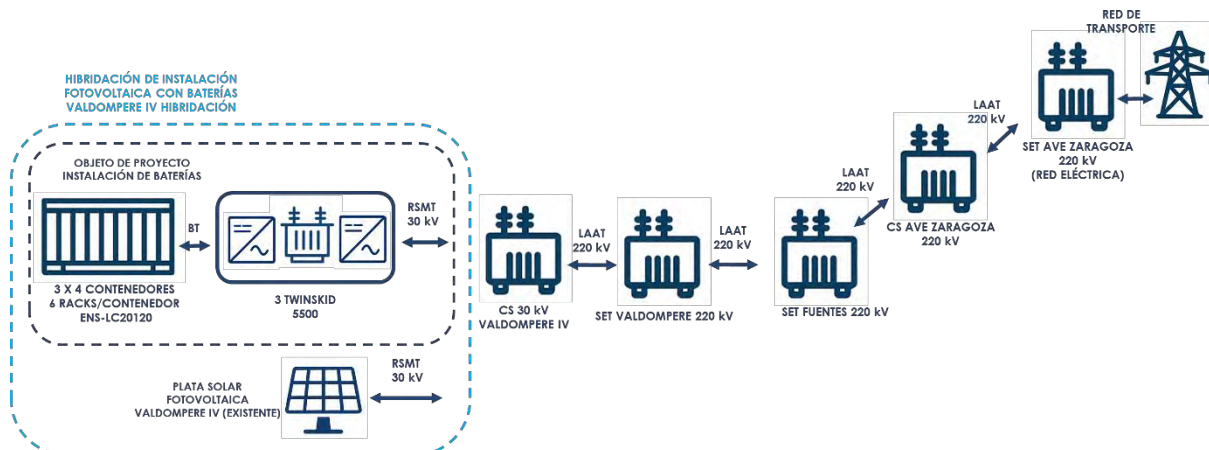 HIBRIDACIÓN DE INSTALACIÓN
FOTOVOLTAICA CON BATERÍAS
VALDOMPERE IV HIBRIDACIÓN
OBJETO DE PROYECTO
INSTALACIÓN DE BATERÍAS
BT
3 X 4 CONTENEDORES
6 RACKS/CONTENEDOR
ENS-LC20120
3 TWINSKID
5500
RSMT
30 kV
PLATA SOLAR
FOTOVOLTAICA
VALDOMPERE IV (EXISTENTE)
RSMT
30 kV
CS 30 kV
VALDOMPERE IV
LAAT
220 kV
SET VALDOMPERE 220 kV
LAAT
220 kV
SET FUENTES 220 kV
LAAT
220 kV
CS AVE ZARAGOZA
220 kV
LAAT
220 kV
SET AVE ZARAGOZA
220 kV
(RED ELÉCTRICA)
RED DE
TRANSPORTE